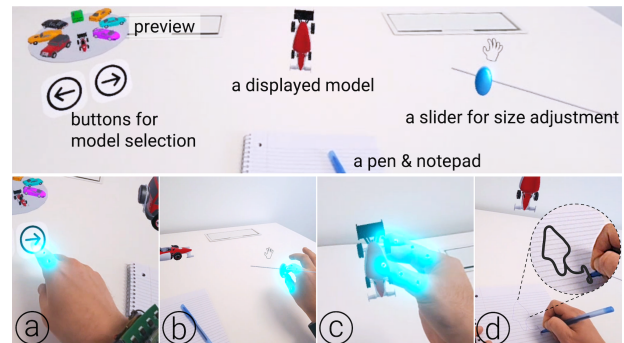 preview
a displayed model
buttons for
model selection
a slider for size adjustment
a pen & notepad
a
b
c
d